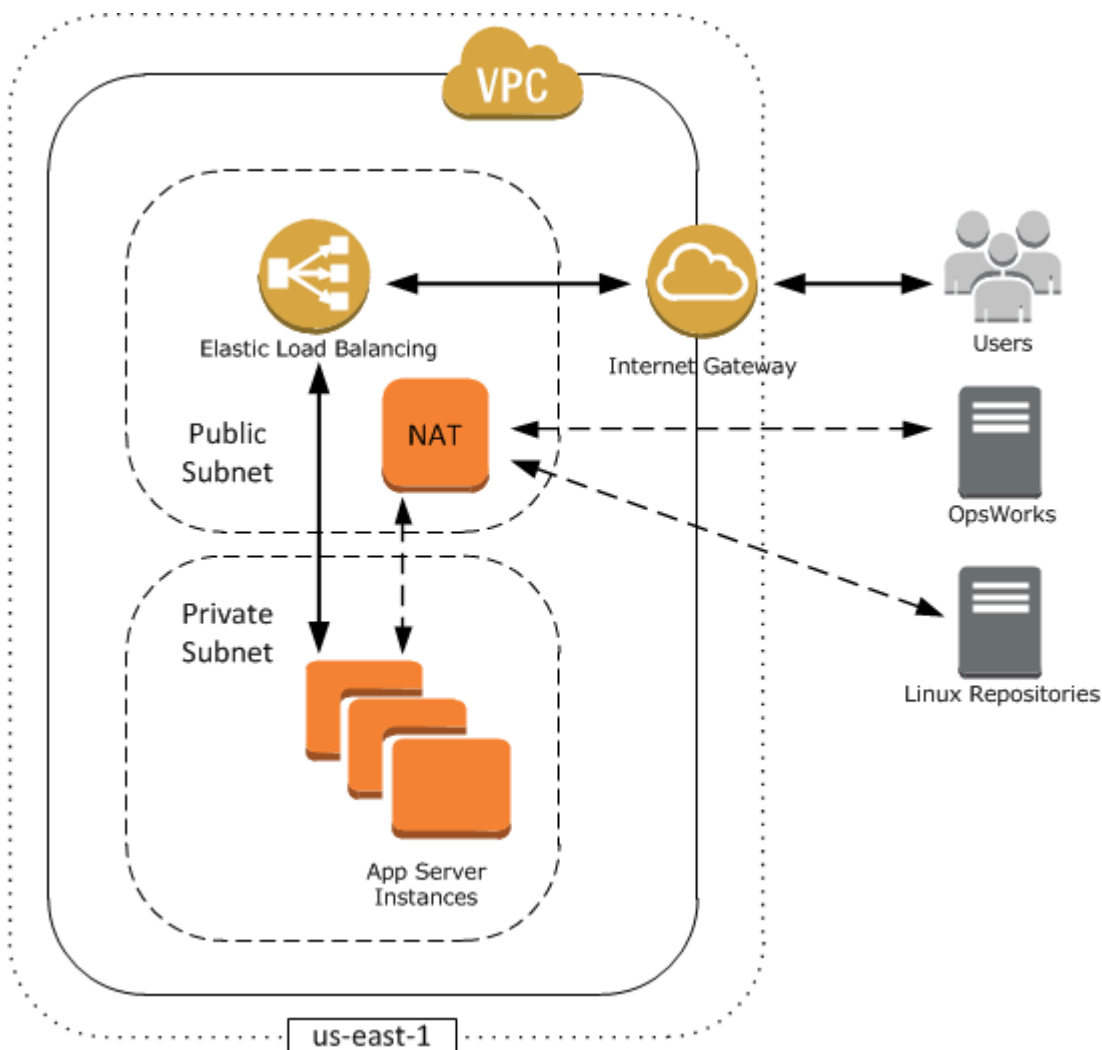 VPC
Elastic Load Balancing
Internet Gateway
Users
Public
Subnet
NAT
OpsWorks
Private
Subnet
Linux Repositories
App Server
Instances
us-east-1